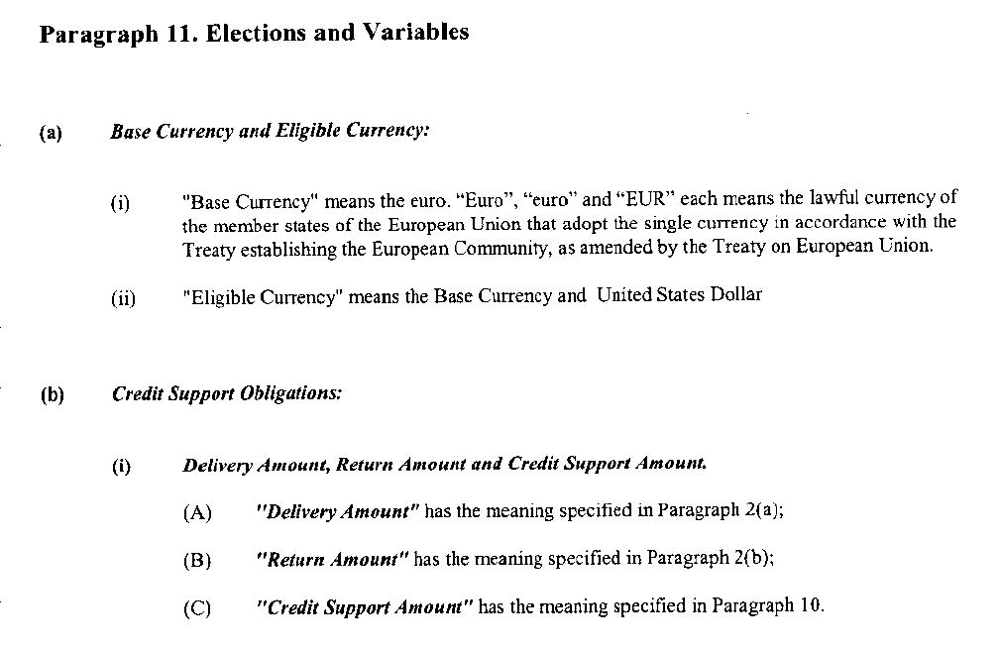 Paragraph 11. Elections and Variables
(a) Base Currency and Eligible Currency:
(i) "Base Currency" means the euro. “Euro”, “euro” and “EUR” each means the lawful currency of
the member states of the European Union that adopt the single currency in accordance with the
Treaty establishing the European Community, as amended by the Treaty on European Union.
(ii) "Eligible Currency" means the Base Currency and United States Dollar
(b) Credit Support Obligations:
(i) Delivery Amount, Return Amount and Credit Support Amount.
(A) "Delivery Amount" has the meaning specified in Paragraph 2(a);
(B) "Return Amount" has the meaning specified in Paragraph 2(b);
(C) "Credit Support Amount" has the meaning specified in Paragraph 10.